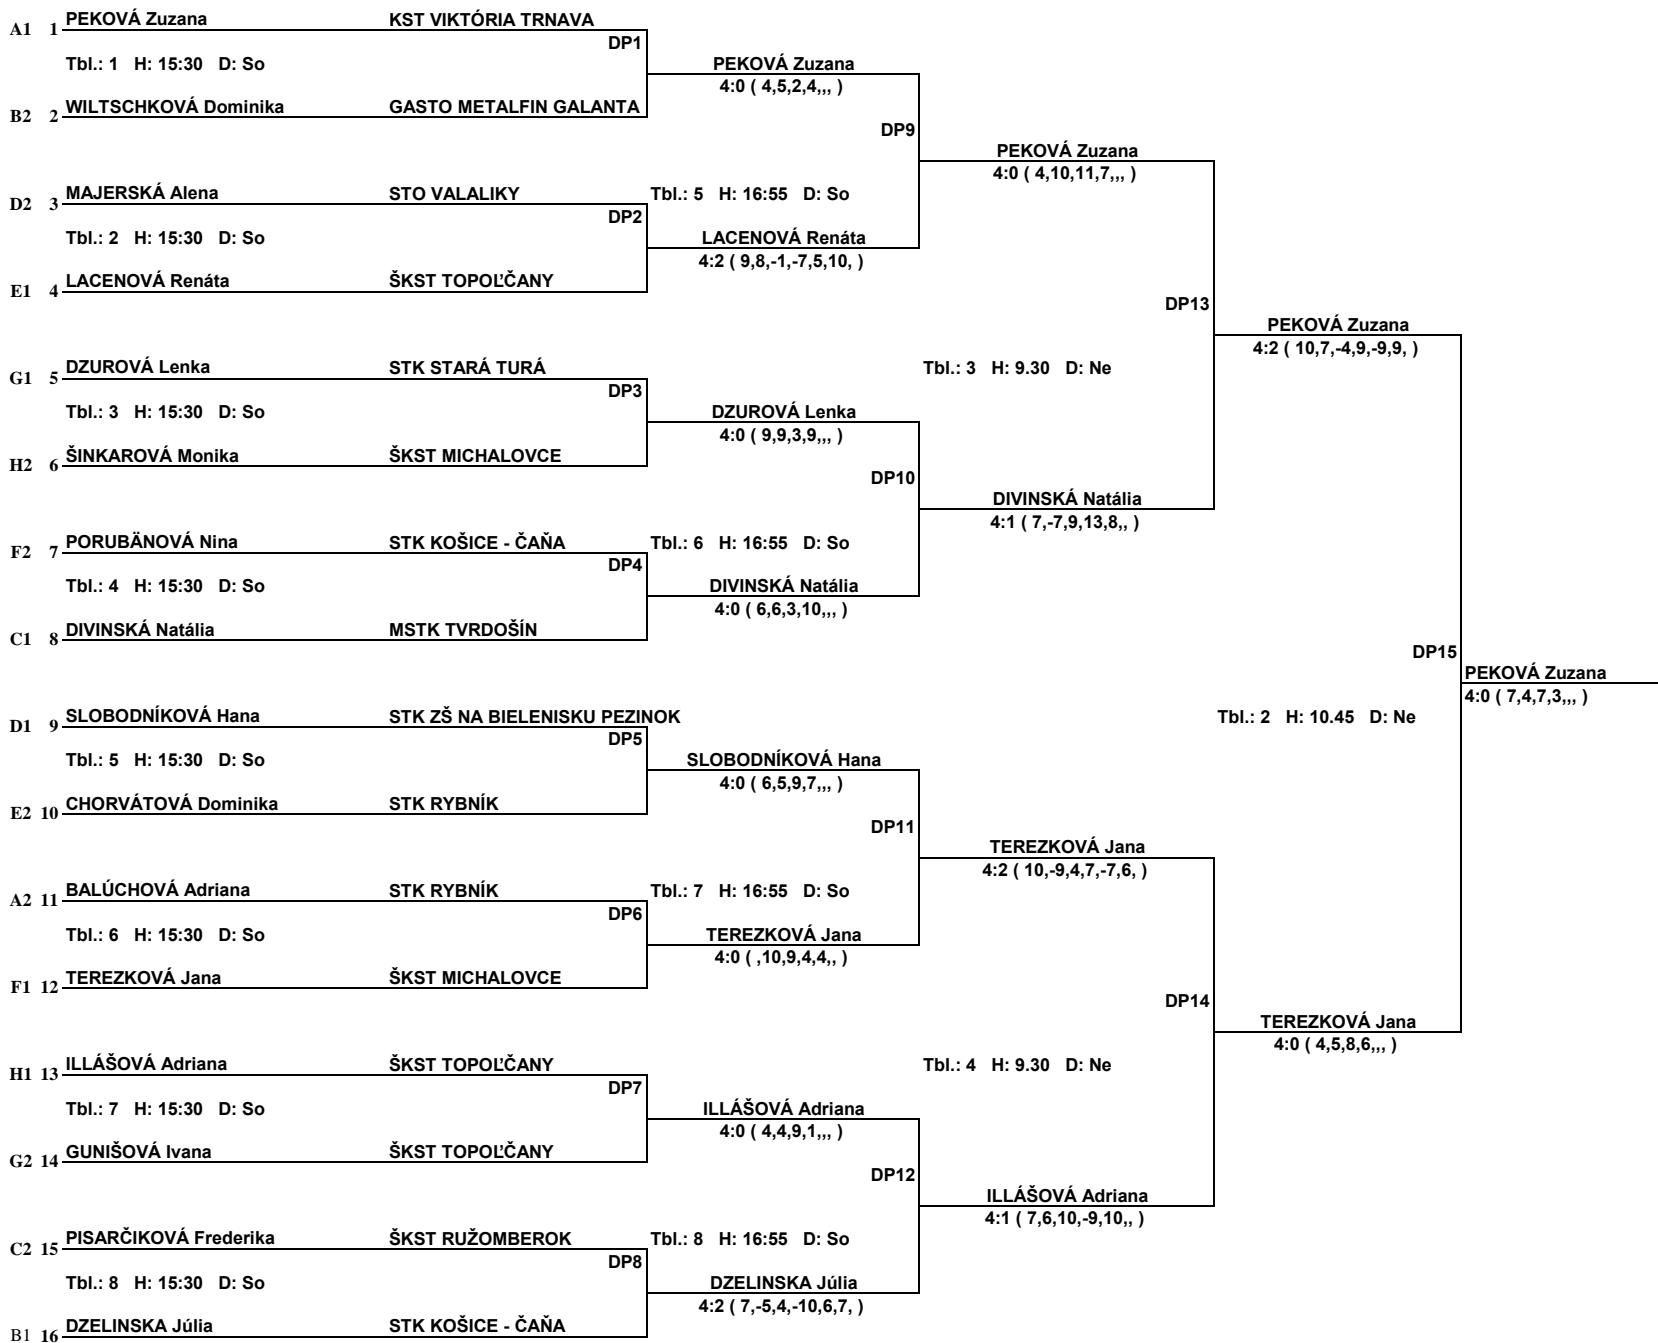 PEKOVÁ Zuzana KST VIKTÓRIA TRNAVA
A1 1
DP1
Tbl.: 1 H: 15:30 D: So PEKOVÁ Zuzana
4:0 ( 4,5,2,4,,, )
WILTSCHKOVÁ Dominika GASTO METALFIN GALANTA
B2 2
DP9
PEKOVÁ Zuzana
4:0 ( 4,10,11,7,,, )
MAJERSKÁ Alena STO VALALIKY Tbl.: 5 H: 16:55 D: So
D2 3
DP2
Tbl.: 2 H: 15:30 D: So LACENOVÁ Renáta
4:2 ( 9,8,-1,-7,5,10, )
LACENOVÁ Renáta ŠKST TOPOĽČANY
E1 4
DP13
PEKOVÁ Zuzana
4:2 ( 10,7,-4,9,-9,9, )
DZUROVÁ Lenka STK STARÁ TURÁ Tbl.: 3 H: 9.30 D: Ne
G1 5
DP3
Tbl.: 3 H: 15:30 D: So DZUROVÁ Lenka
4:0 ( 9,9,3,9,,, )
ŠINKAROVÁ Monika ŠKST MICHALOVCE
H2 6
DP10
DIVINSKÁ Natália
4:1 ( 7,-7,9,13,8,, )
PORUBÄNOVÁ Nina STK KOŠICE - ČAŇA Tbl.: 6 H: 16:55 D: So
F2 7
DP4
Tbl.: 4 H: 15:30 D: So DIVINSKÁ Natália
4:0 ( 6,6,3,10,,, )
DIVINSKÁ Natália MSTK TVRDOŠÍN
C1 8
DP15
PEKOVÁ Zuzana
4:0 ( 7,4,7,3,,, )
SLOBODNÍKOVÁ Hana STK ZŠ NA BIELENISKU PEZINOK Tbl.: 2 H: 10.45 D: Ne
D1 9
DP5
Tbl.: 5 H: 15:30 D: So SLOBODNÍKOVÁ Hana
4:0 ( 6,5,9,7,,, )
CHORVÁTOVÁ Dominika STK RYBNÍK
E2 10
DP11
TEREZKOVÁ Jana
4:2 ( 10,-9,4,7,-7,6, )
BALÚCHOVÁ Adriana STK RYBNÍK Tbl.: 7 H: 16:55 D: So
A2 11
DP6
Tbl.: 6 H: 15:30 D: So TEREZKOVÁ Jana
4:0 ( ,10,9,4,4,, )
TEREZKOVÁ Jana ŠKST MICHALOVCE
F1 12
DP14
TEREZKOVÁ Jana
4:0 ( 4,5,8,6,,, )
ILLÁŠOVÁ Adriana ŠKST TOPOĽČANY Tbl.: 4 H: 9.30 D: Ne
H1 13
DP7
Tbl.: 7 H: 15:30 D: So ILLÁŠOVÁ Adriana
4:0 ( 4,4,9,1,,, )
GUNIŠOVÁ Ivana ŠKST TOPOĽČANY
G2 14
DP12
ILLÁŠOVÁ Adriana
4:1 ( 7,6,10,-9,10,, )
PISARČIKOVÁ Frederika ŠKST RUŽOMBEROK Tbl.: 8 H: 16:55 D: So
C2 15
DP8
Tbl.: 8 H: 15:30 D: So DZELINSKA Júlia
4:2 ( 7,-5,4,-10,6,7, )
DZELINSKA Júlia STK KOŠICE - ČAŇA
B1 16